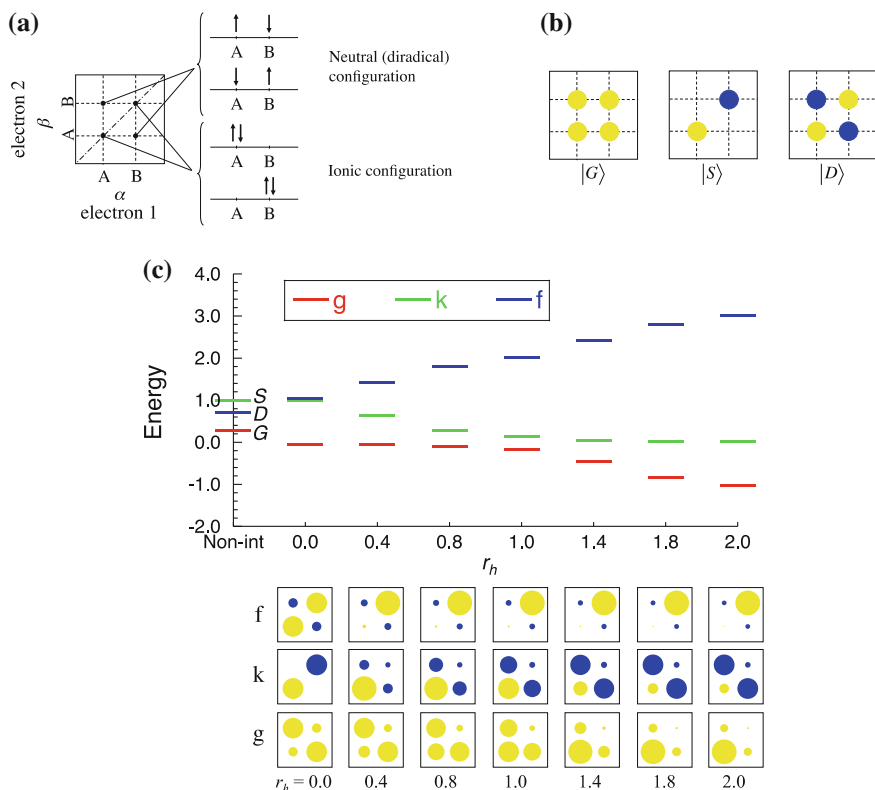 (a)
electron 2
β
B
A
A B
α
electron 1
A B
A B
Neutral (diradical)
configuration
A B
A B
Ionic configuration
(b)
|G⟩ |S⟩ |D⟩
(c)
g k f
Energy
4.0
3.0
2.0
1.0
0.0
-1.0
-2.0
S
D
G
Non-int 0.0 0.4 0.8 1.0 1.4 1.8 2.0
r_h
f
k
g
r_h = 0.0 0.4 0.8 1.0 1.4 1.8 2.0